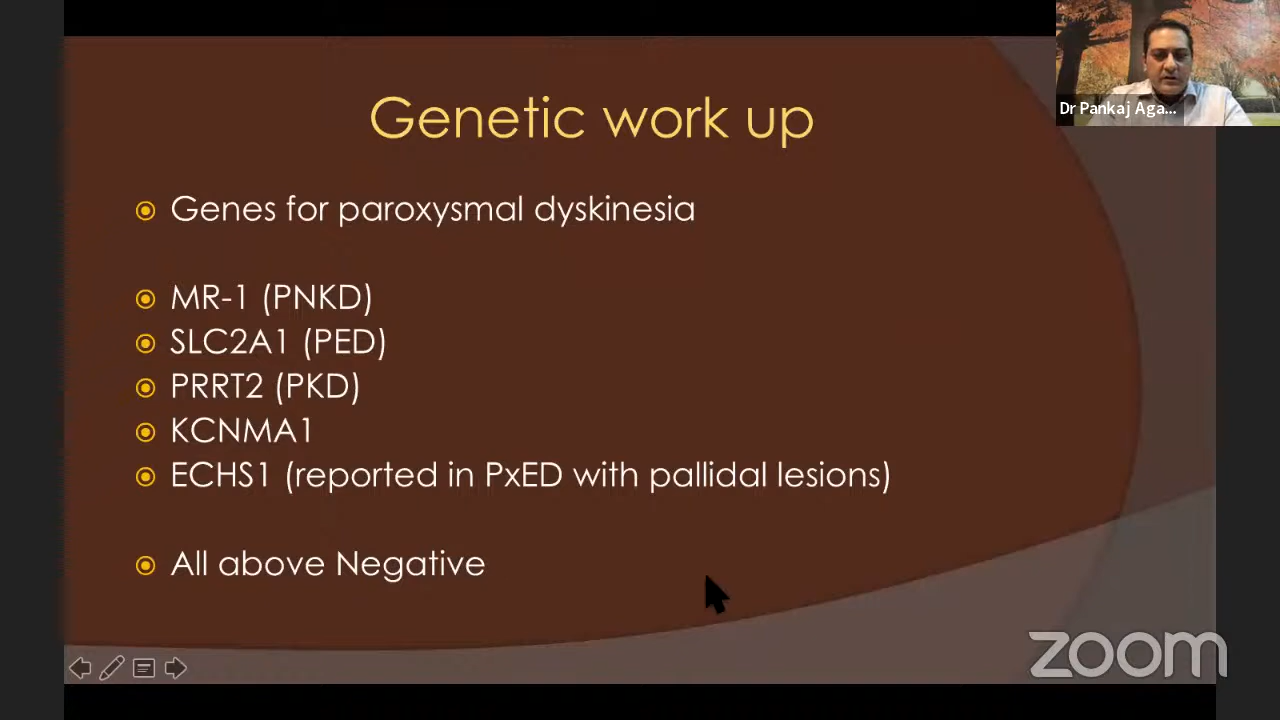 Genetic work up
Dr Pankaj Aga...
Genes for paroxysmal dyskinesia
MR-1 (PNKD)
SLC2A1 (PED)
PRRT2 (PKD)
KCNMA1
ECHS1 (reported in PxED with pallidal lesions)
All above Negative
zoom